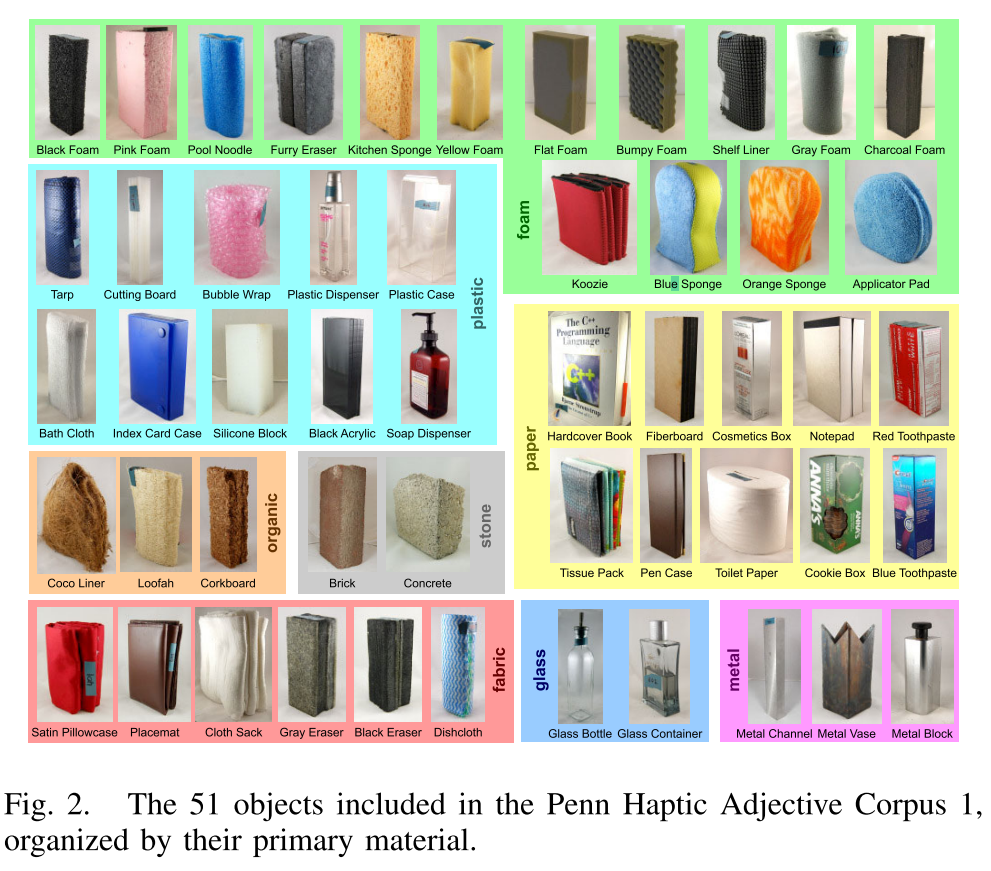 Black Foam Pink Foam Pool Noodle Furry Eraser Kitchen Sponge Yellow Foam Flat Foam Bumpy Foam Shelf Liner Gray Foam Charcoal Foam
foam
Koozie Blue Sponge Orange Sponge Applicator Pad
Tarp Cutting Board Bubble Wrap Plastic Dispenser Plastic Case
plastic
Bath Cloth Index Card Case Silicone Block Black Acrylic Soap Dispenser
The C++
Programming
Language
C++
Bjarne Stroustrup
Hardcover Book Fiberboard Cosmetics Box Notepad Red Toothpaste
paper
ANNA'S
ANNA'S
Tissue Pack Pen Case Toilet Paper Cookie Box Blue Toothpaste
Coco Liner Loofah Corkboard
organic
Brick Concrete
stone
Satin Pillowcase Placemat Cloth Sack Gray Eraser Black Eraser Dishcloth
fabric
glass
Glass Bottle Glass Container
metal
Metal Channel Metal Vase Metal Block
Fig. 2. The 51 objects included in the Penn Haptic Adjective Corpus 1,
organized by their primary material.